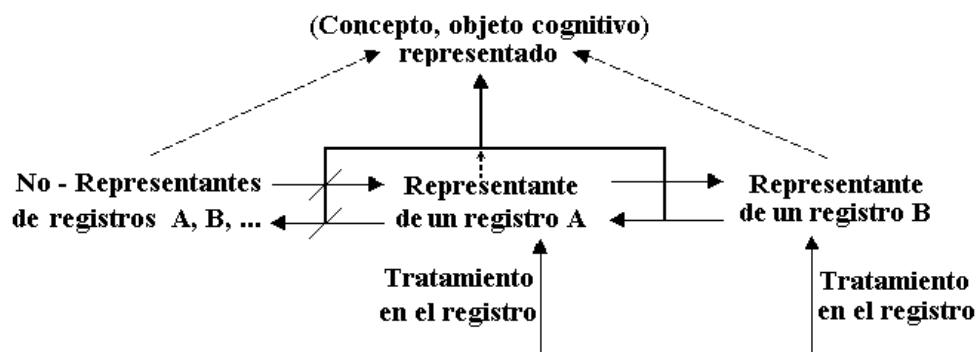 (Concepto, objeto cognitivo)
representado
No - Representantes
de registros A, B, ...
Representante
de un registro A
Representante
de un registro B
Tratamiento
en el registro
Tratamiento
en el registro